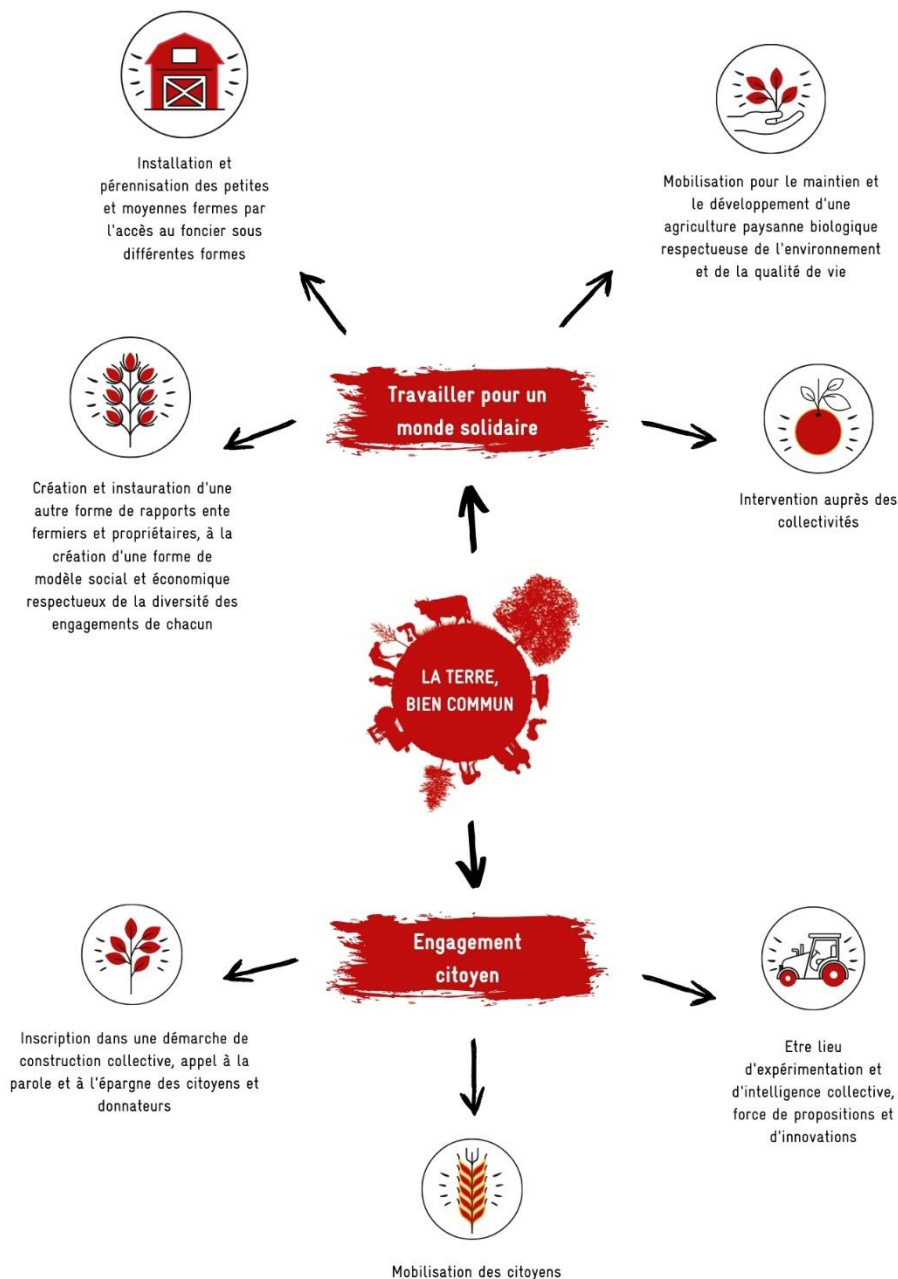 Installation et
pérennisation des petites
et moyennes fermes par
l'accès au foncier sous
différentes formes
Mobilisation pour le maintien et
le développement d'une
agriculture paysanne biologique
respectueuse de l'environnement
et de la qualité de vie
Travailler pour un
monde solidaire
Création et instauration d'une
autre forme de rapports ente
fermiers et propriétaires, à la
création d'une forme de
modèle social et économique
respectueux de la diversité des
engagements de chacun
Intervention auprès des
collectivités
LA TERRE,
BIEN COMMUN
Engagement
citoyen
Inscription dans une démarche de
construction collective, appel à la
parole et à l'épargne des citoyens et
donnateurs
Etre lieu
d'expérimentation et
d'intelligence collective,
force de propositions et
d'innovations
Mobilisation des citoyens